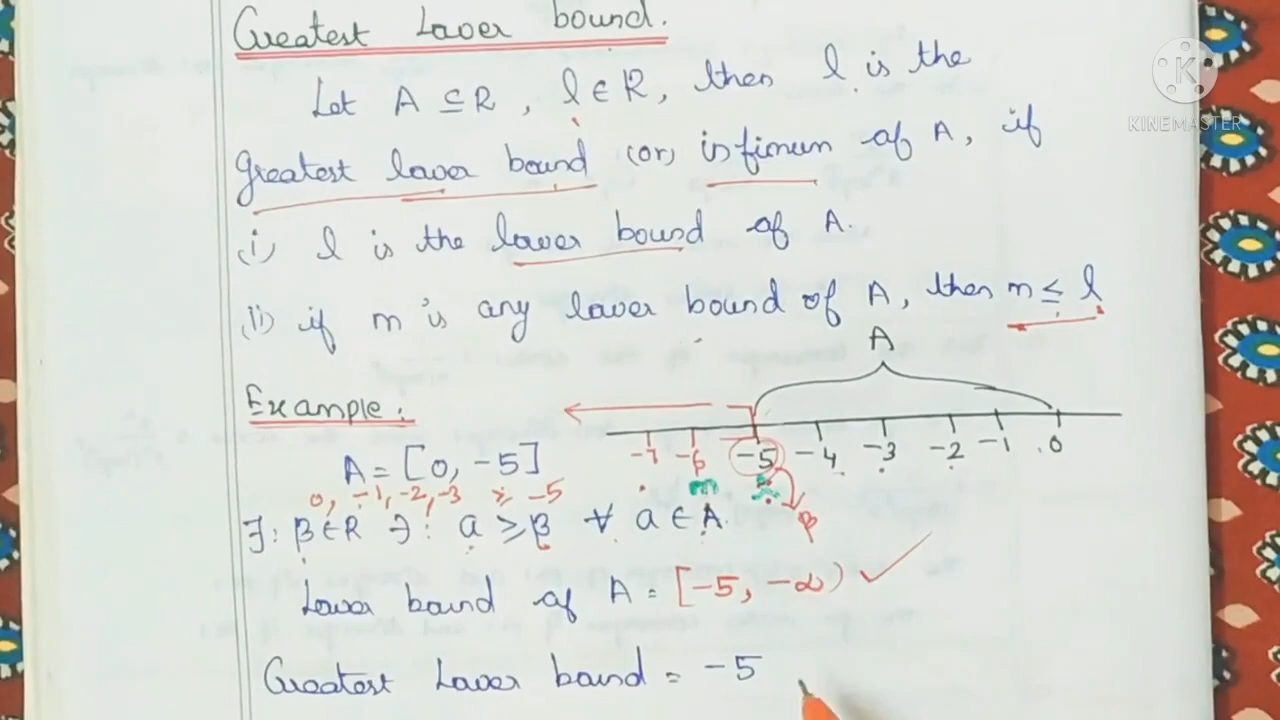 Greatest Lower bound.
Let A ⊆ R, l ∈ R, then l is the
greatest lower bound (or) infimum of A, if
(i) l is the lower bound of A.
(ii) if m is any lower bound of A, then m ≤ l
A
Example:
-7 -6 -5 -4 -3 -2 -1 0
A = [0, -5]
0, -1, -2, -3 -5
m
β
∃: β ∈ R ∋: a ≥ β ∀ a ∈ A.
Lower bound of A = [-5, -∞) ✓
Greatest Lower bound = -5
K
KINEMASTER